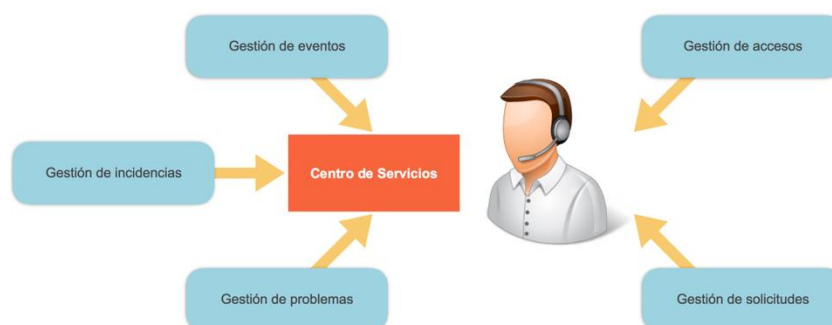 Gestión de eventos
Gestión de accesos
Gestión de incidencias
Centro de Servicios
Gestión de problemas
Gestión de solicitudes